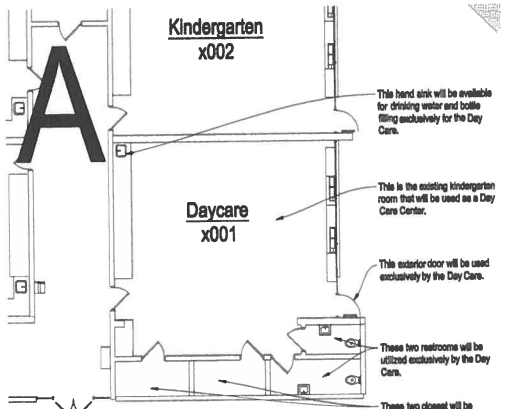 Kindergarten
x002
A
This hand sink will be available
for drinking water and bottle
filling exclusively for the Day
Care.
This is the existing kindergarten
room that will be used as a Day
Care Center.
Daycare
x001
This exterior door will be used
exclusively by the Day Care.
These two restrooms will be
utilized exclusively by the Day
Care.
These two closet will be